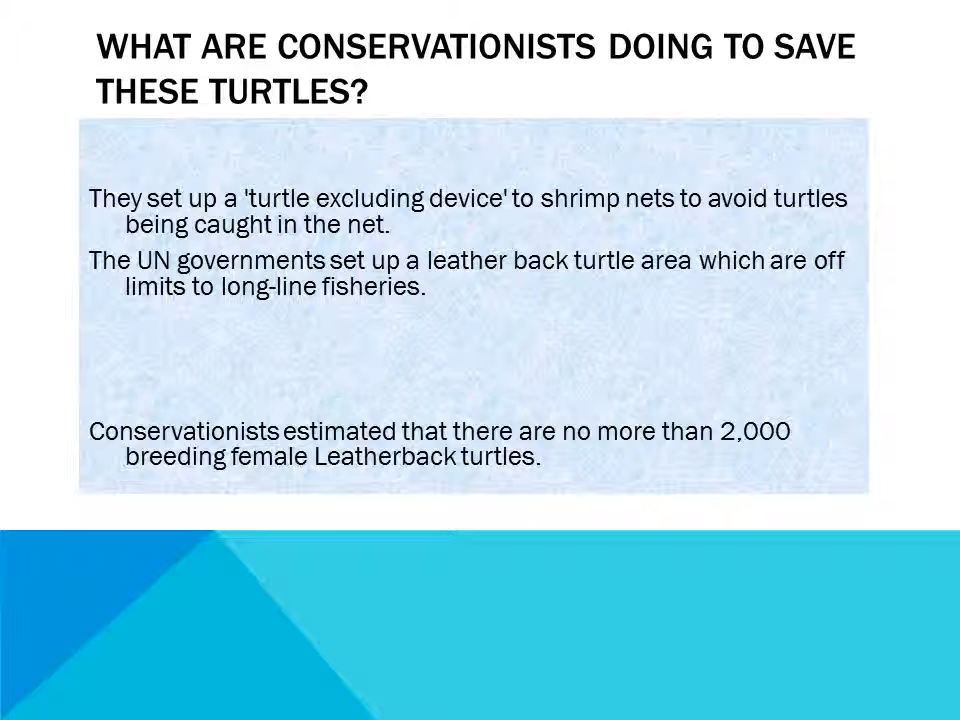 WHAT ARE CONSERVATIONISTS DOING TO SAVE
THESE TURTLES?
They set up a 'turtle excluding device' to shrimp nets to avoid turtles
being caught in the net.
The UN governments set up a leather back turtle area which are off
limits to long-line fisheries.
Conservationists estimated that there are no more than 2,000
breeding female Leatherback turtles.